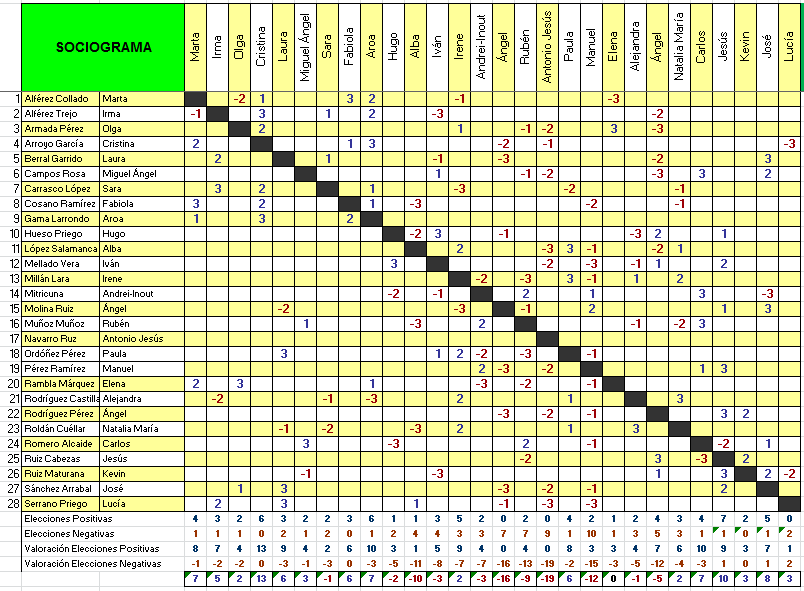 SOCIOGRAMA
Marta Irma Olga Cristina Laura Miguel Ángel Sara Fabiola Aroa Hugo Alba Iván Irene Andrei-Inout Ángel Rubén Antonio Jesús Paula Manuel Elena Alejandra Ángel Natalia María Carlos Jesús Kevin José Lucía
1 Alférez Collado Marta -2 1 3 2 -1 -3
2 Alférez Trejo Irma -1 3 1 2 -3 -2
3 Armada Pérez Olga 2 1 -1 -2 3 -3
4 Arroyo García Cristina 2 1 3 -2 -1 -3
5 Berral Garrido Laura 2 1 -1 -3 -2 3
6 Campos Rosa Miguel Ángel 1 -1 -2 -3 3 2
7 Carrasco López Sara 3 2 1 -3 -2 -1
8 Cosano Ramírez Fabiola 3 2 1 -3 -2 -1
9 Gama Larrondo Aroa 1 3 2
10 Hueso Priego Hugo -2 3 -1 -3 2 1
11 López Salamanca Alba 2 -3 3 -1 -2 1
12 Mellado Vera Iván 3 -2 -3 -1 1 2
13 Millán Lara Irene -2 -3 3 -1 1 2
14 Mitricuna Andrei-Inout -2 -1 2 1 3 -3
15 Molina Ruiz Ángel -2 -3 -1 2 1 3
16 Muñoz Muñoz Rubén 1 -3 2 -1 -2 3
17 Navarro Ruz Antonio Jesús
18 Ordóñez Pérez Paula 3 1 2 -2 -3 -1
19 Pérez Ramírez Manuel 2 -3 -2 1 3
20 Rambla Márquez Elena 2 3 1 -3 -2 -1
21 Rodríguez Castilla Alejandra -2 -1 -3 2 1 3
22 Rodríguez Pérez Ángel -3 -2 -1 3 2
23 Roldán Cuéllar Natalia María -1 -2 -3 2 1 3
24 Romero Alcaide Carlos 3 -3 2 -1 -2 1
25 Ruiz Cabezas Jesús -2 3 -3 2
26 Ruiz Maturana Kevin -1 -3 1 3 2 -2
27 Sánchez Arrabal José 1 3 -3 -2 -1 2
28 Serrano Priego Lucía 2 3 1 -1 -3 -3
Elecciones Positivas 4 3 2 6 3 2 2 3 6 1 1 3 5 2 0 2 0 4 2 1 2 4 3 4 7 2 5 0
Elecciones Negativas 1 1 1 0 2 1 2 0 1 2 4 4 3 3 7 7 9 1 10 1 3 5 3 1 1 0 1 2
Valoración Elecciones Positivas 8 7 4 13 9 4 2 6 10 3 1 5 9 4 0 4 0 8 3 3 4 7 6 10 9 3 7 1
Valoración Elecciones Negativas -1 -2 -2 0 -3 -1 -3 0 -3 -5 -11 -8 -7 -7 -16 -13 -19 -2 -15 -3 -5 -12 -4 -3 1 0 1 2
7 5 2 13 6 3 -1 6 7 -2 -10 -3 2 -3 -16 -9 -19 6 -12 0 -1 -5 2 7 10 3 8 3